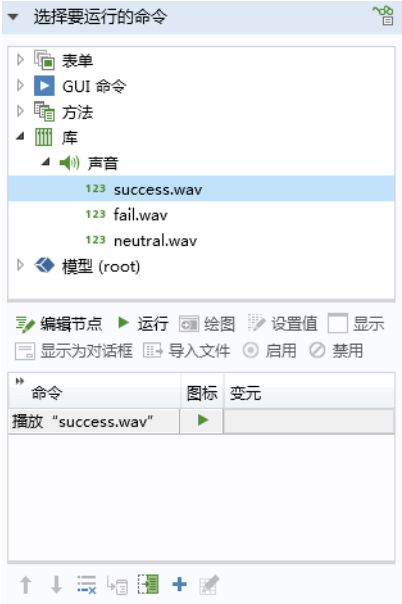 选择要运行的命令
表单
GUI 命令
方法
库
声音
123 success.wav
123 fail.wav
123 neutral.wav
模型 (root)
编辑节点 运行 绘图 设置值 显示
显示为对话框 导入文件 启用 禁用
命令 图标 变元
播放 “success.wav”